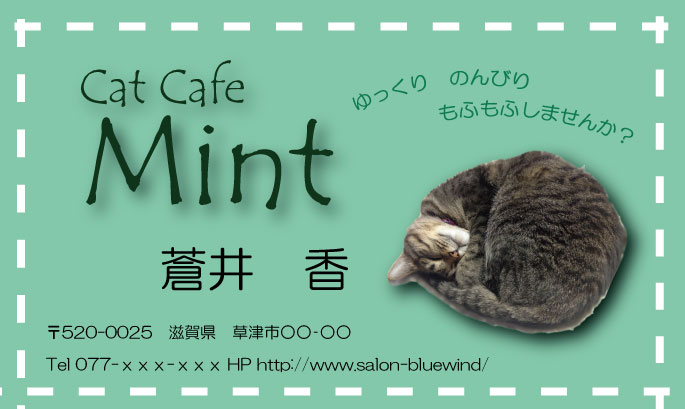 Cat Cafe
Mint
ゆっくり　のんびり
もふもふしませんか？
蒼井　香
〒520-0025　滋賀県　草津市〇〇-〇〇
Tel 077-ｘｘｘ-ｘｘｘ HP http://www.salon-bluewind/